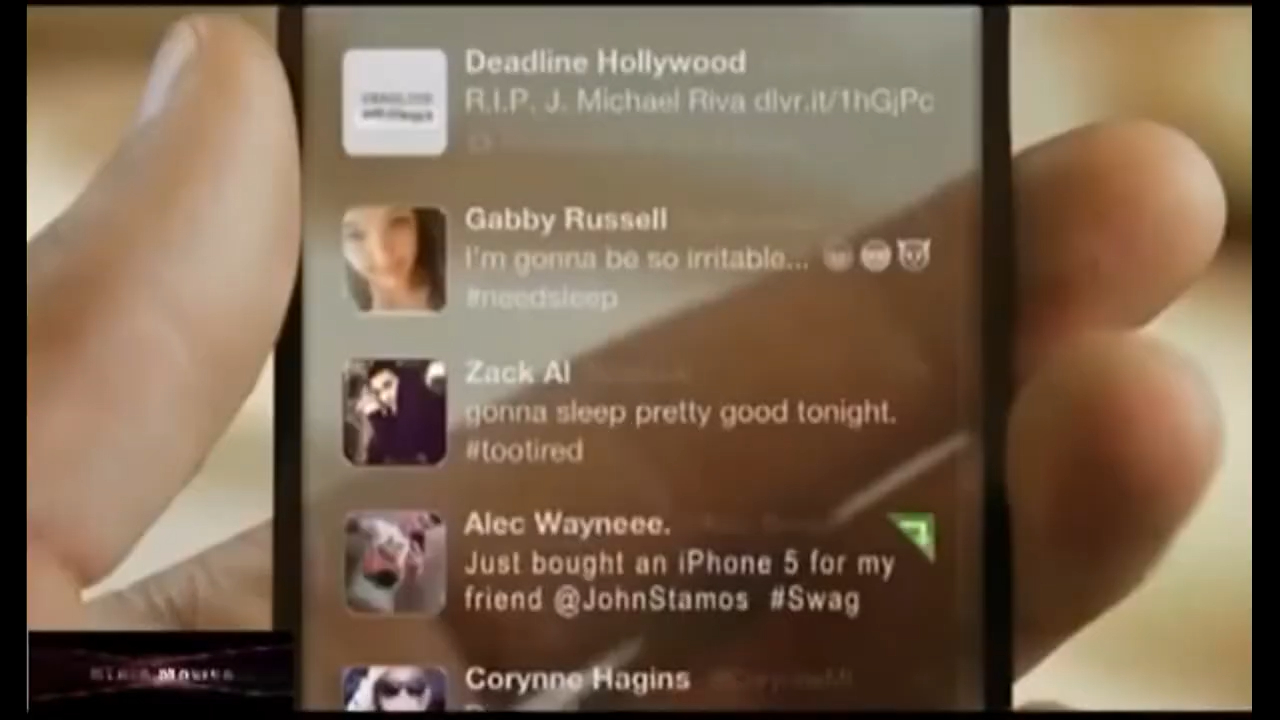 Deadline Hollywood
R.I.P. J. Michael Riva dlvr.it/1hGjPc
Gabby Russell
I'm gonna be so irritable...
#needsleep
Zack Al
gonna sleep pretty good tonight.
#tootired
Alec Wayneee.
Just bought an iPhone 5 for my
friend @JohnStamos #Swag
Corynne Hagins